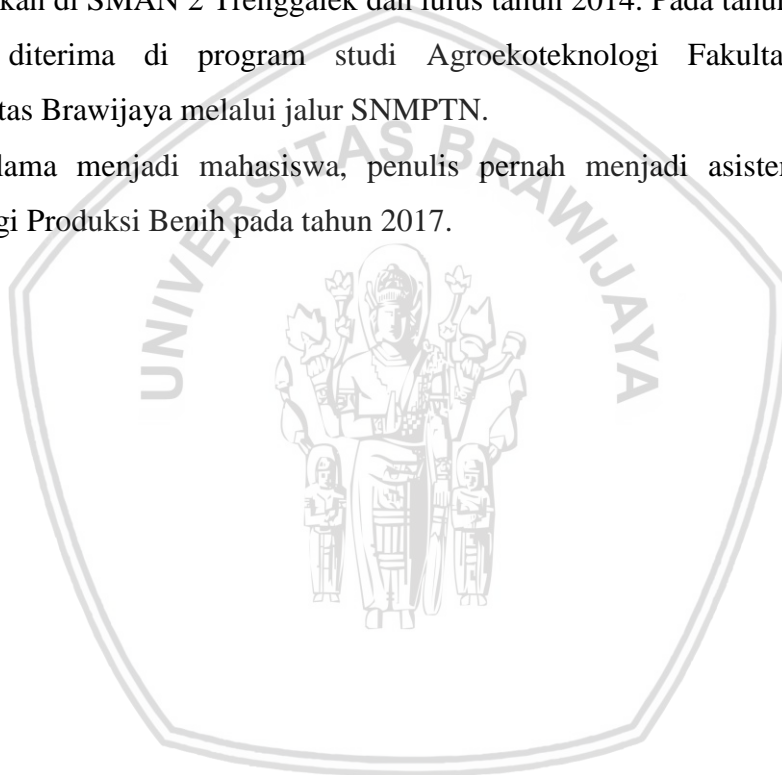 kan di SMAN 2 Trenggalek dan lulus tahun 2014. Pada tahun
diterima di program studi Agroekoteknologi Fakulta
tas Brawijaya melalui jalur SNMPTN.
lama menjadi mahasiswa, penulis pernah menjadi asiste
gi Produksi Benih pada tahun 2017.
UNIVERSITAS BRAWIJAYA